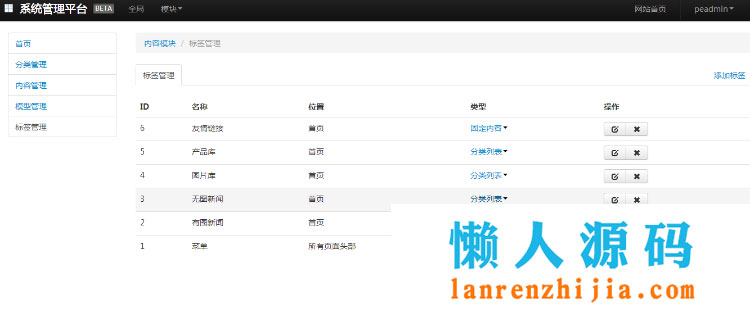 系统管理平台 BETA 全局 模块 网站首页 peadmin
首页
分类管理
内容管理
模型管理
标签管理
内容模块 / 标签管理
标签管理 添加标签
ID 名称 位置 类型 操作
6 友情链接 首页 固定内容
5 产品库 首页 分类列表
4 图片库 首页 分类列表
3 无图新闻 首页 分类列表
2 有图新闻 首页
1 菜单 所有页面头部
懒人源码
lanrenzhijia.com